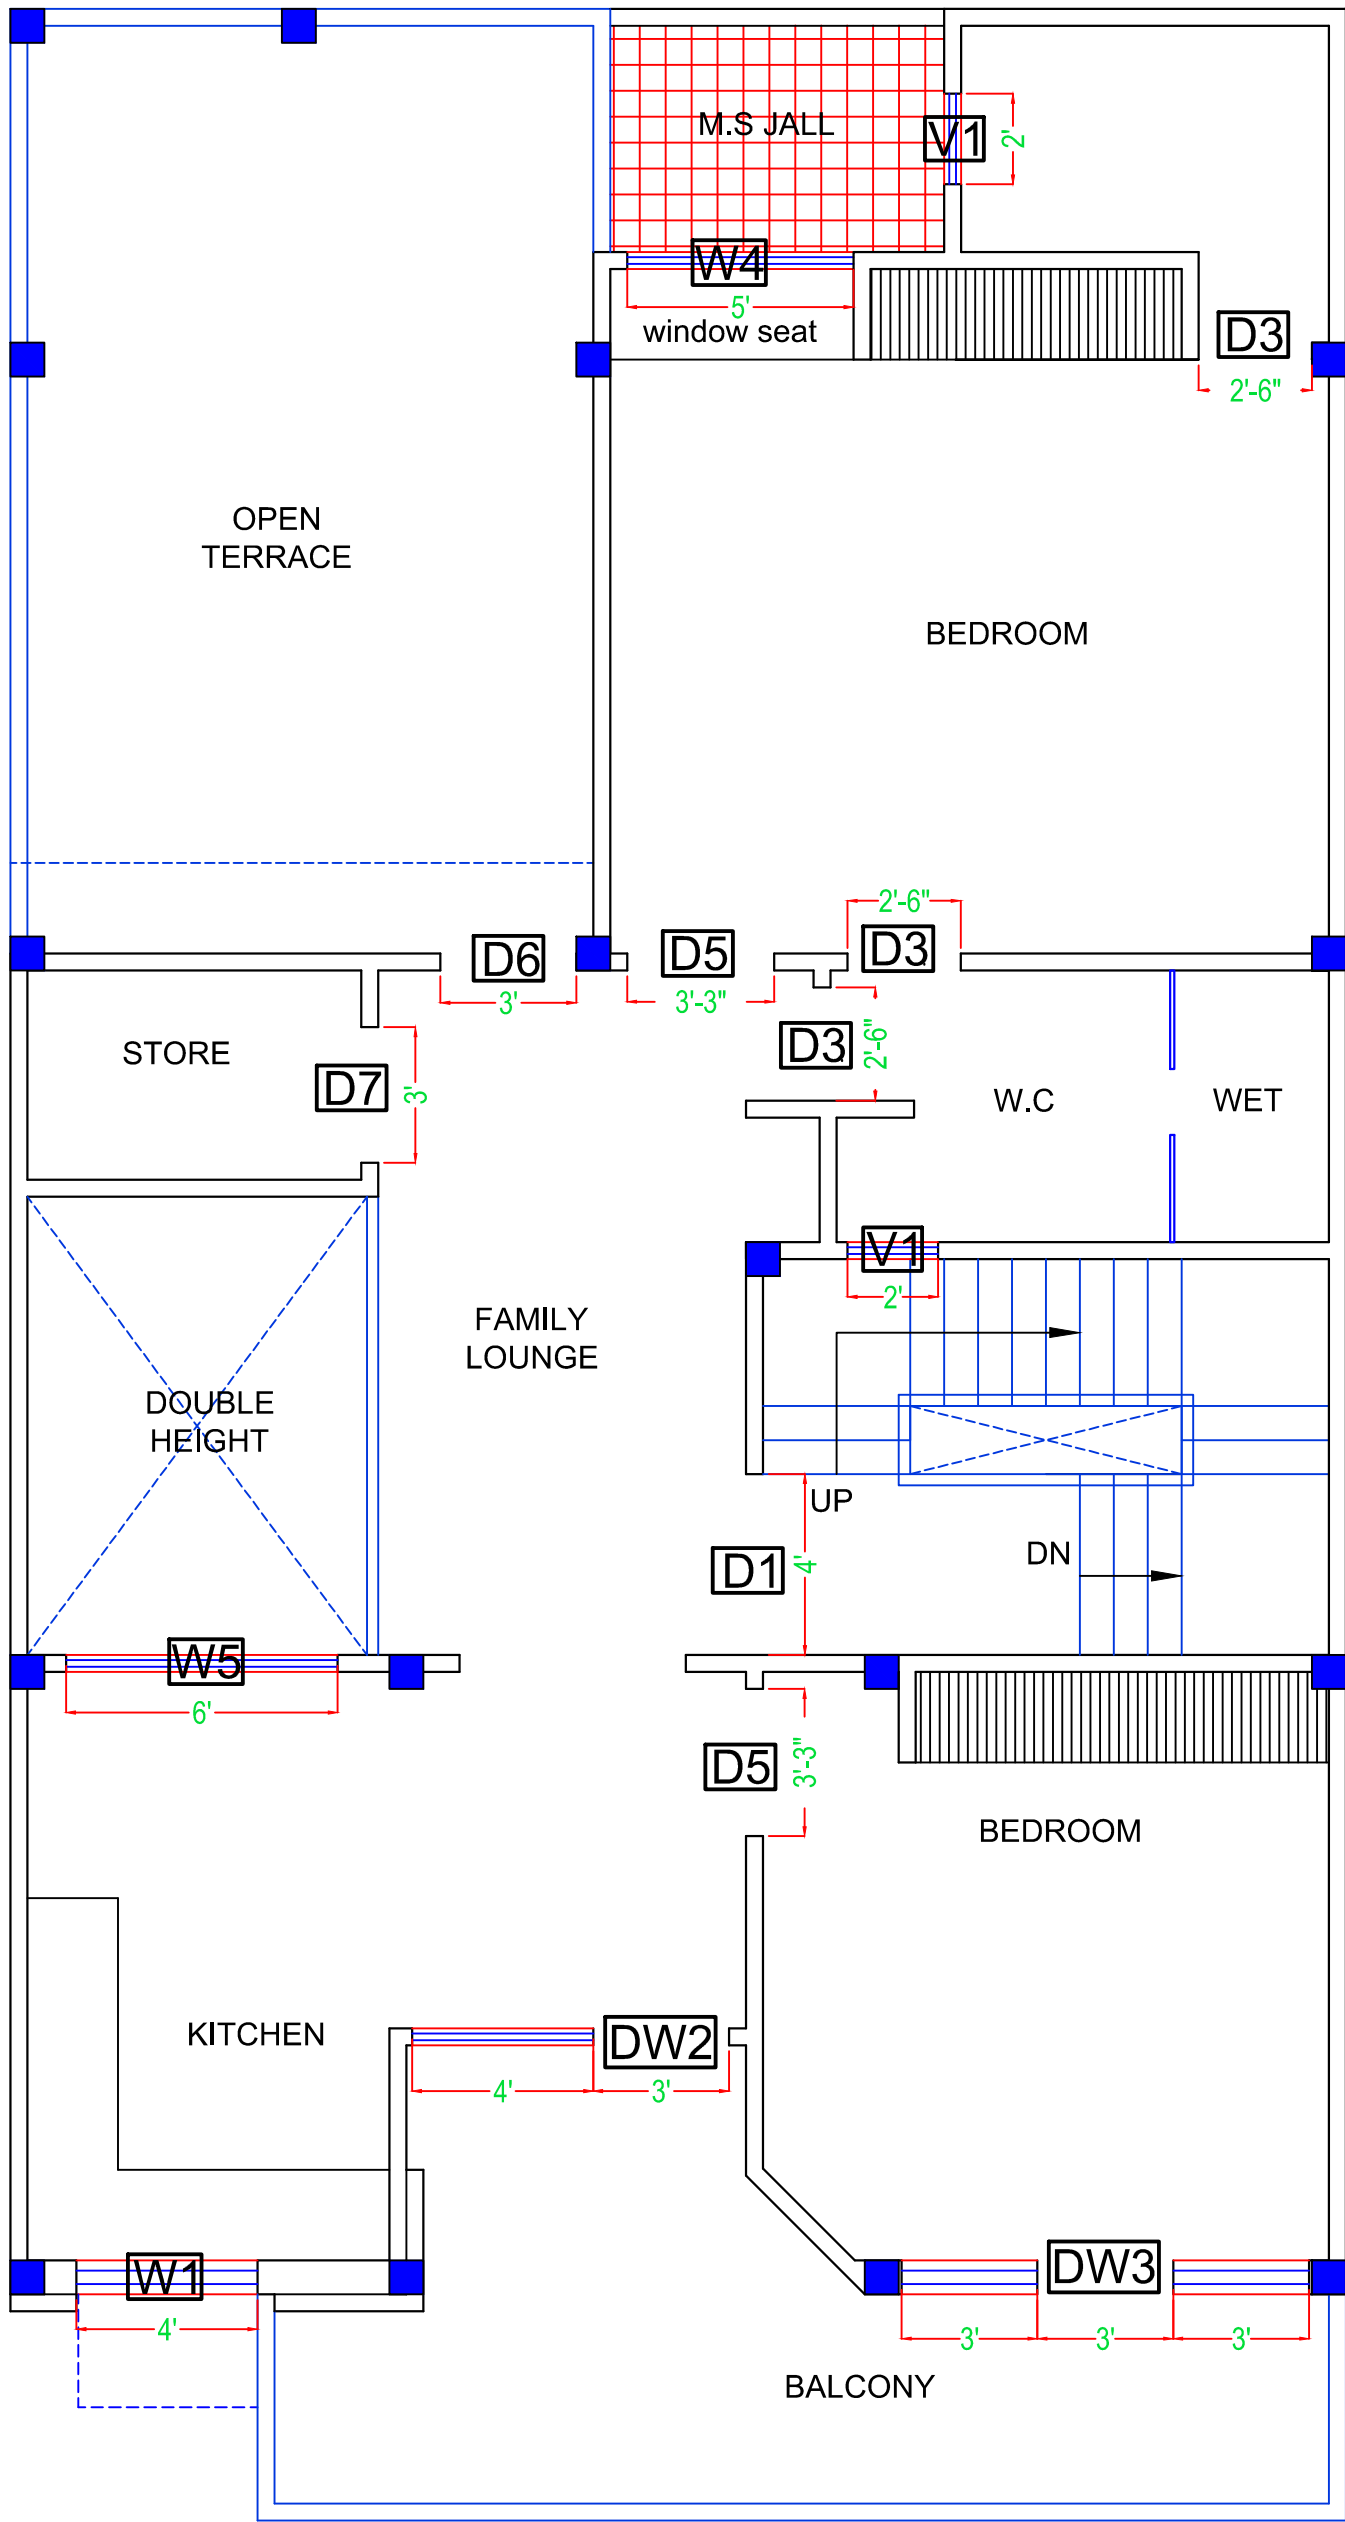 M.S JALL
V1
2'
W4
5'
window seat
D3
2'-6"
OPEN
TERRACE
BEDROOM
2'-6"
D6
D5
D3
3'
3'-3"
D3
2'-6"
STORE
D7
3'
W.C
WET
V1
2'
FAMILY
LOUNGE
DOUBLE
HEIGHT
UP
DN
D1
4'
W5
6'
D5
3'-3"
BEDROOM
KITCHEN
DW2
4'
3'
W1
4'
DW3
3'
3'
3'
BALCONY